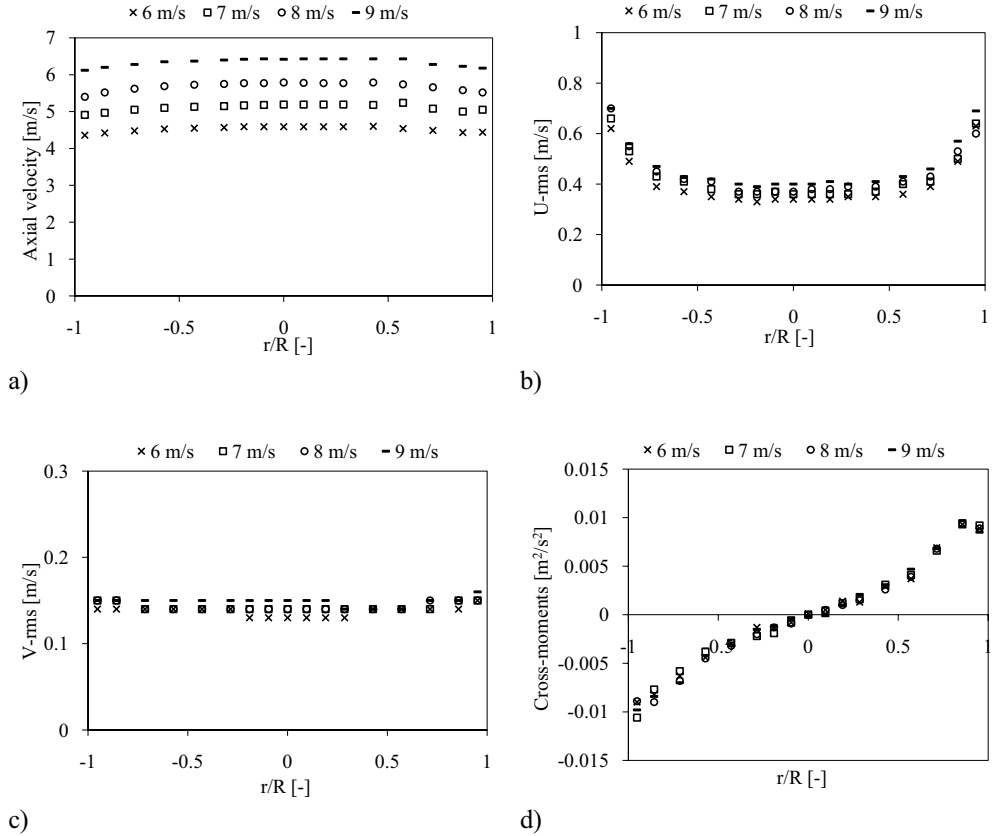 × 6 m/s □ 7 m/s ○ 8 m/s - 9 m/s
7
6
5
4
3
2
1
0
Axial velocity [m/s]
-1 -0.5 0 0.5 1
r/R [-]
a)
× 6 m/s □ 7 m/s ○ 8 m/s - 9 m/s
1
0.8
0.6
0.4
0.2
0
U-rms [m/s]
-1 -0.5 0 0.5 1
r/R [-]
b)
× 6 m/s □ 7 m/s ○ 8 m/s - 9 m/s
0.3
0.2
0.1
0
V-rms [m/s]
-1 -0.5 0 0.5 1
r/R [-]
c)
× 6 m/s □ 7 m/s ○ 8 m/s - 9 m/s
0.015
0.01
0.005
0
-0.005
-0.01
-0.015
Cross-moments [m²/s²]
-1 -0.5 0 0.5 1
r/R [-]
d)